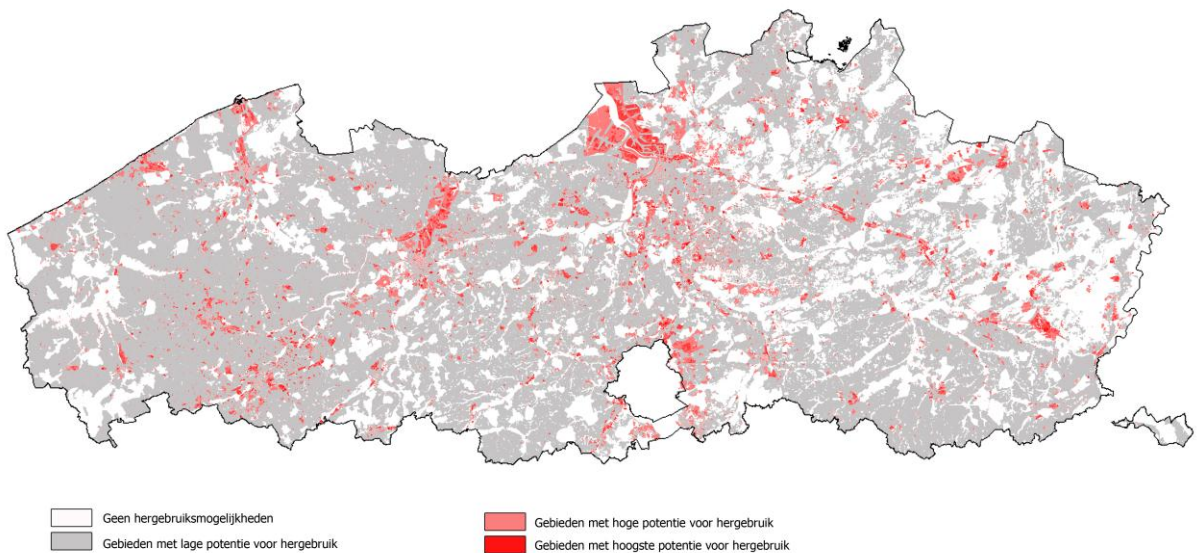 Geen hergebruiksmogelijkheden
Gebieden met lage potentie voor hergebruik
Gebieden met hoge potentie voor hergebruik
Gebieden met hoogste potentie voor hergebruik